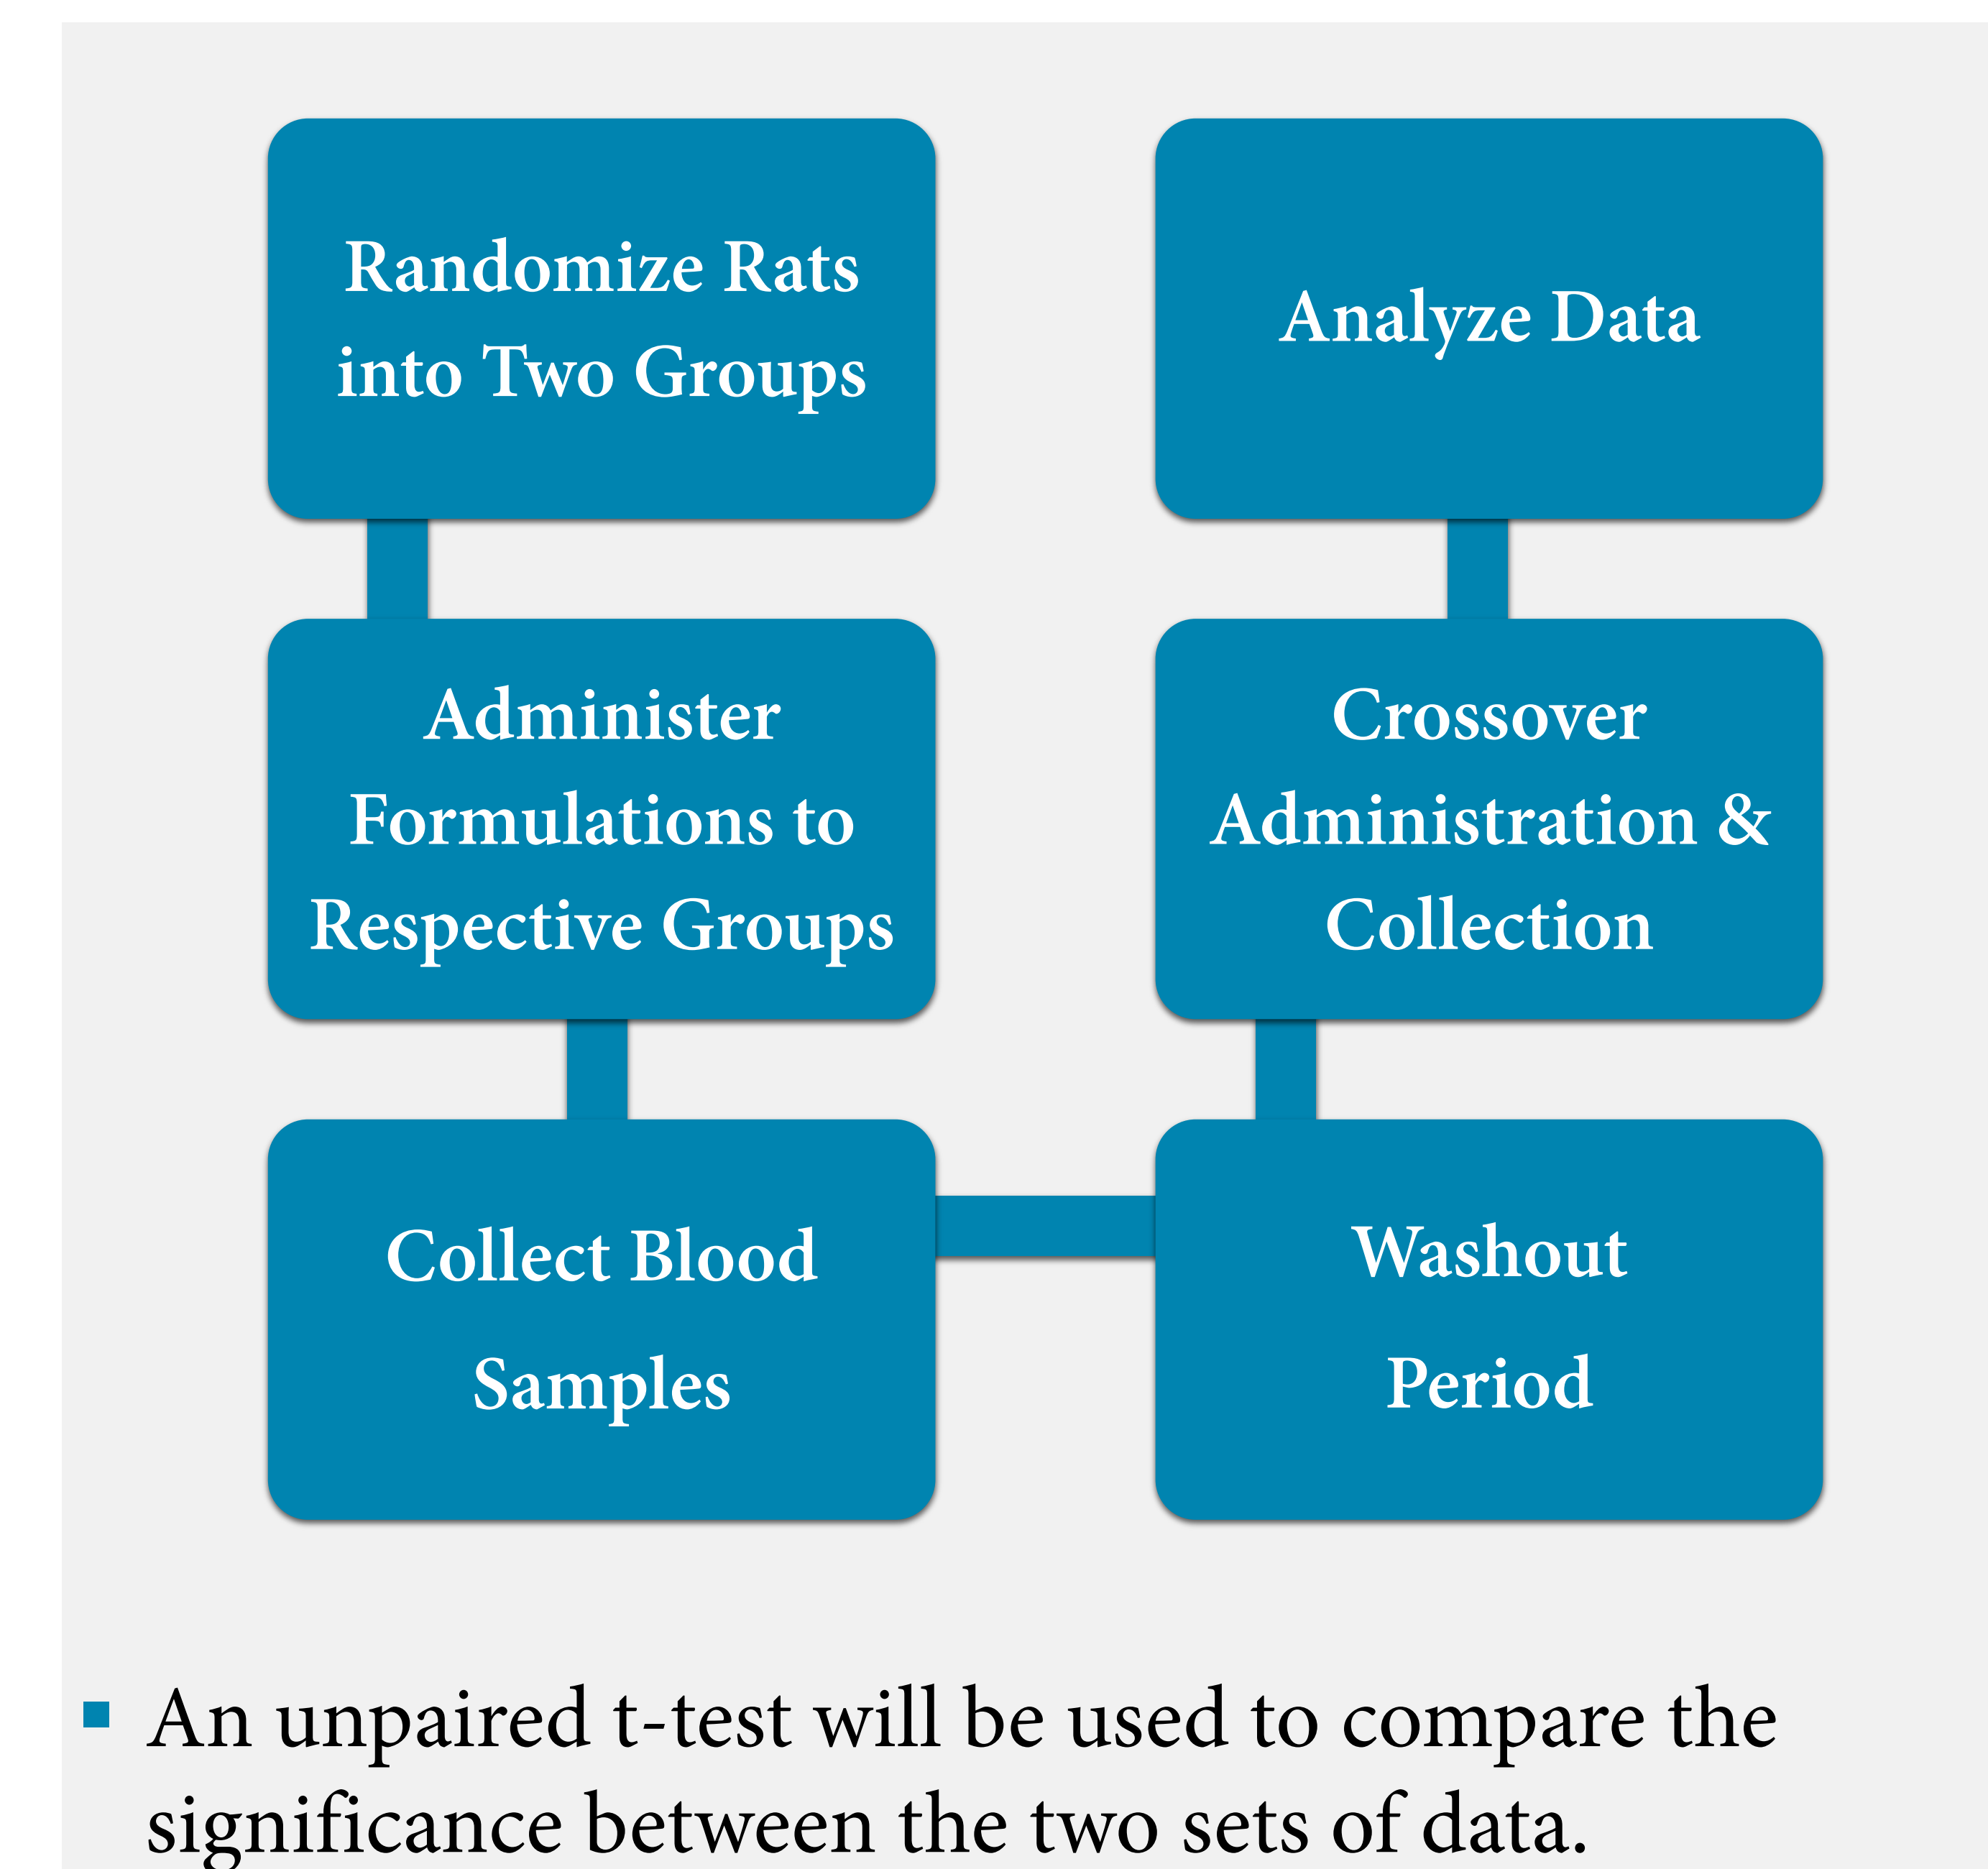 Randomize Rats
into Two Groups
Administer
Formulations to
Respective Groups
Collect Blood
Samples
Washout
Period
Crossover
Administration &
Collection
Analyze Data
An unpaired t-test will be used to compare the
significance between the two sets of data.